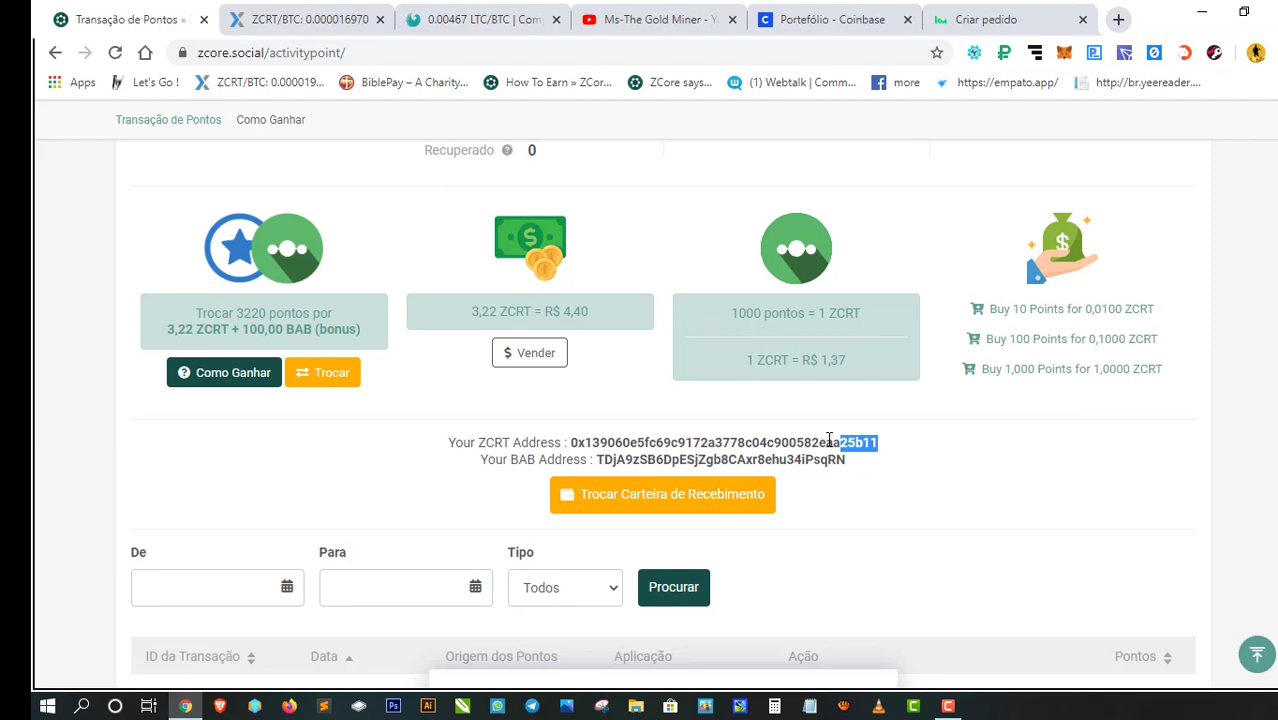 Transação de Pontos »
ZCRT/BTC: 0.000016970
0.00467 LTC/BTC | Com
Ms-The Gold Miner - Y
Portefólio - Coinbase
Criar pedido
zcore.social/activitypoint/
Apps
Let's Go !
ZCRT/BTC: 0.000019...
BiblePay – A Charity...
How To Earn » ZCor...
ZCore says...
(1) Webtalk | Comm...
more
https://empato.app/
http://br.yeereader....
Transação de Pontos
Como Ganhar
Recuperado
0
Trocar 3220 pontos por
3,22 ZCRT + 100,00 BAB (bonus)
Como Ganhar
Trocar
3,22 ZCRT = R$ 4,40
$ Vender
1000 pontos = 1 ZCRT
1 ZCRT = R$ 1,37
Buy 10 Points for 0,0100 ZCRT
Buy 100 Points for 0,1000 ZCRT
Buy 1,000 Points for 1,0000 ZCRT
Your ZCRT Address : 0x139060e5fc69c9172a3778c04c900582eaa25b11
Your BAB Address : TDjA9zSB6DpESjZgb8CAxr8ehu34iPsqRN
Trocar Carteira de Recebimento
De
Para
Tipo
Todos
Procurar
ID da Transação
Data
Origem dos Pontos
Aplicação
Ação
Pontos